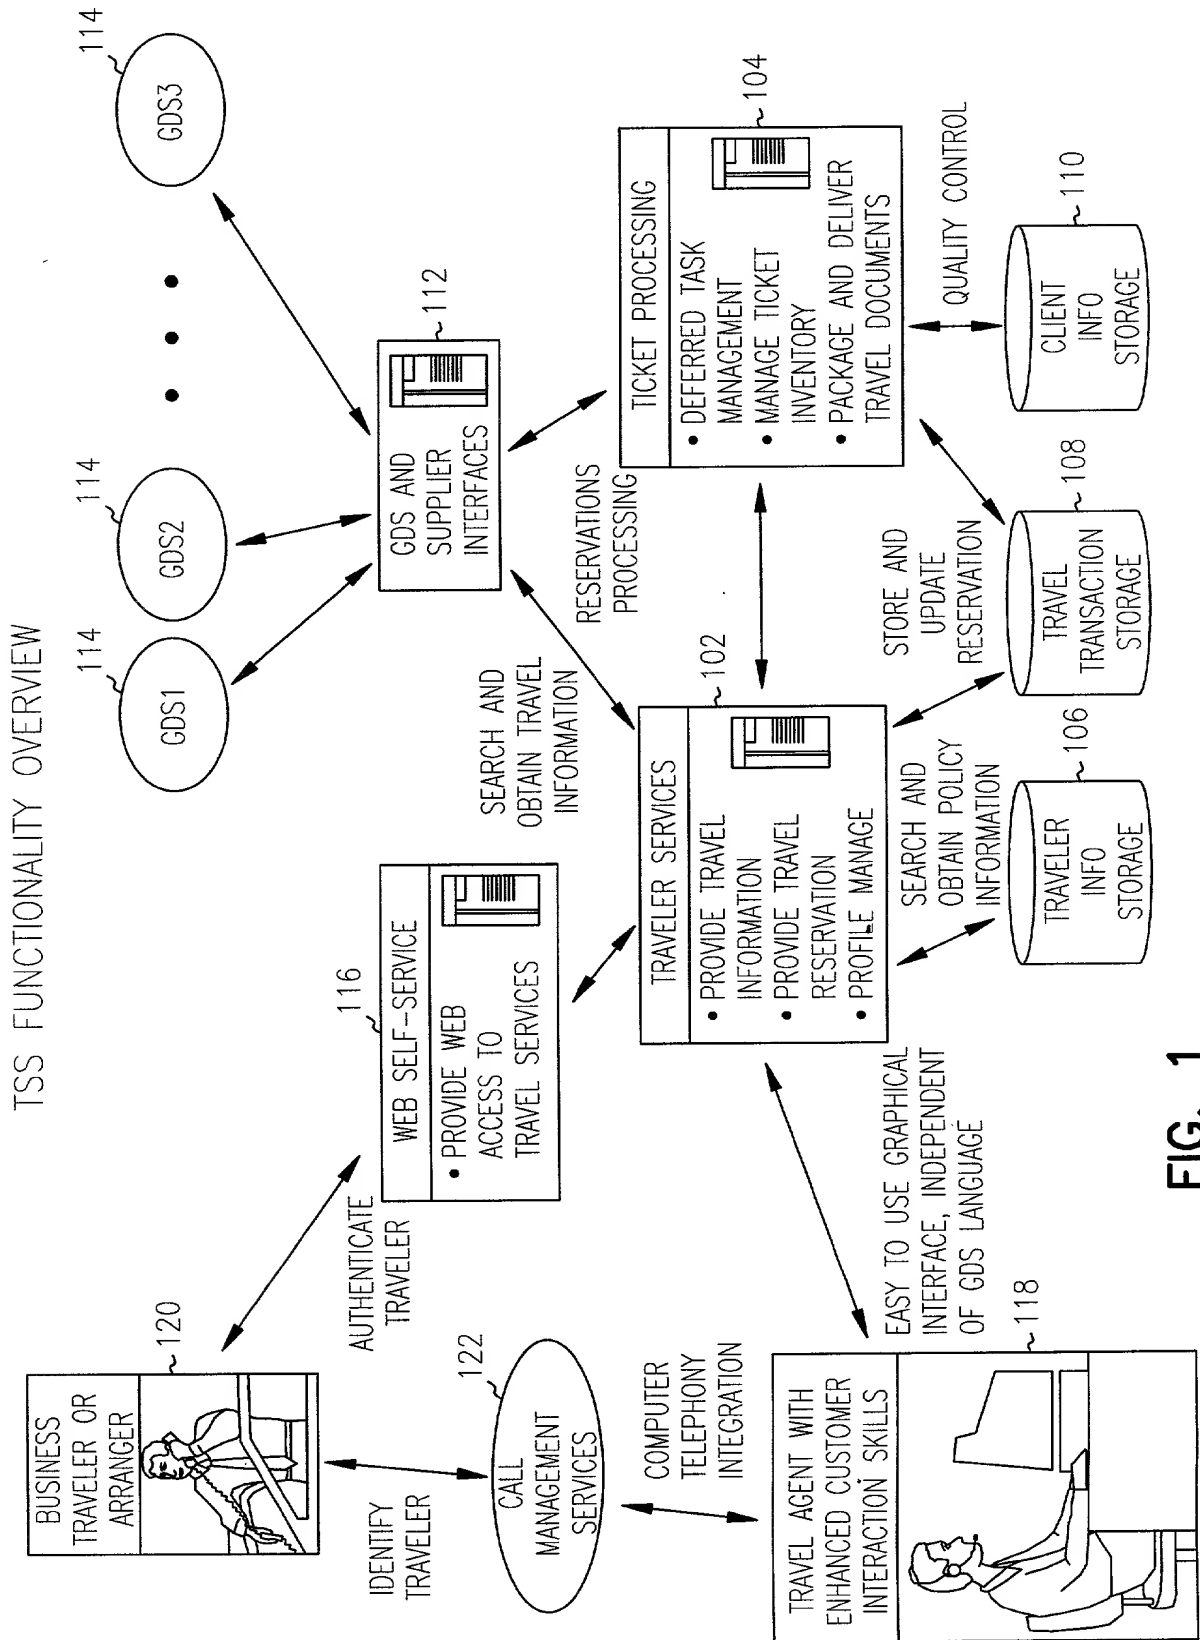 TSS FUNCTIONALITY OVERVIEW
BUSINESS
TRAVELER OR
ARRANGER
120
IDENTIFY
TRAVELER
AUTHENTICATE
TRAVELER
CALL
MANAGEMENT
SERVICES
122
COMPUTER
TELEPHONY
INTEGRATION
TRAVEL AGENT WITH
ENHANCED CUSTOMER
INTERACTION SKILLS
118
EASY TO USE GRAPHICAL
INTERFACE, INDEPENDENT
OF GDS LANGUAGE
WEB SELF-SERVICE
• PROVIDE WEB
ACCESS TO
TRAVEL SERVICES
116
GDS1
114
GDS2
114
• • •
GDS3
114
GDS AND
SUPPLIER
INTERFACES
112
SEARCH AND
OBTAIN TRAVEL
INFORMATION
RESERVATIONS
PROCESSING
TRAVELER SERVICES
• PROVIDE TRAVEL
INFORMATION
• PROVIDE TRAVEL
RESERVATION
• PROFILE MANAGE
102
TICKET PROCESSING
• DEFERRED TASK
MANAGEMENT
• MANAGE TICKET
INVENTORY
• PACKAGE AND DELIVER
TRAVEL DOCUMENTS
104
SEARCH AND
OBTAIN POLICY
INFORMATION
STORE AND
UPDATE
RESERVATION
QUALITY CONTROL
TRAVELER
INFO
STORAGE
106
TRAVEL
TRANSACTION
STORAGE
108
CLIENT
INFO
STORAGE
110
FIG. 1